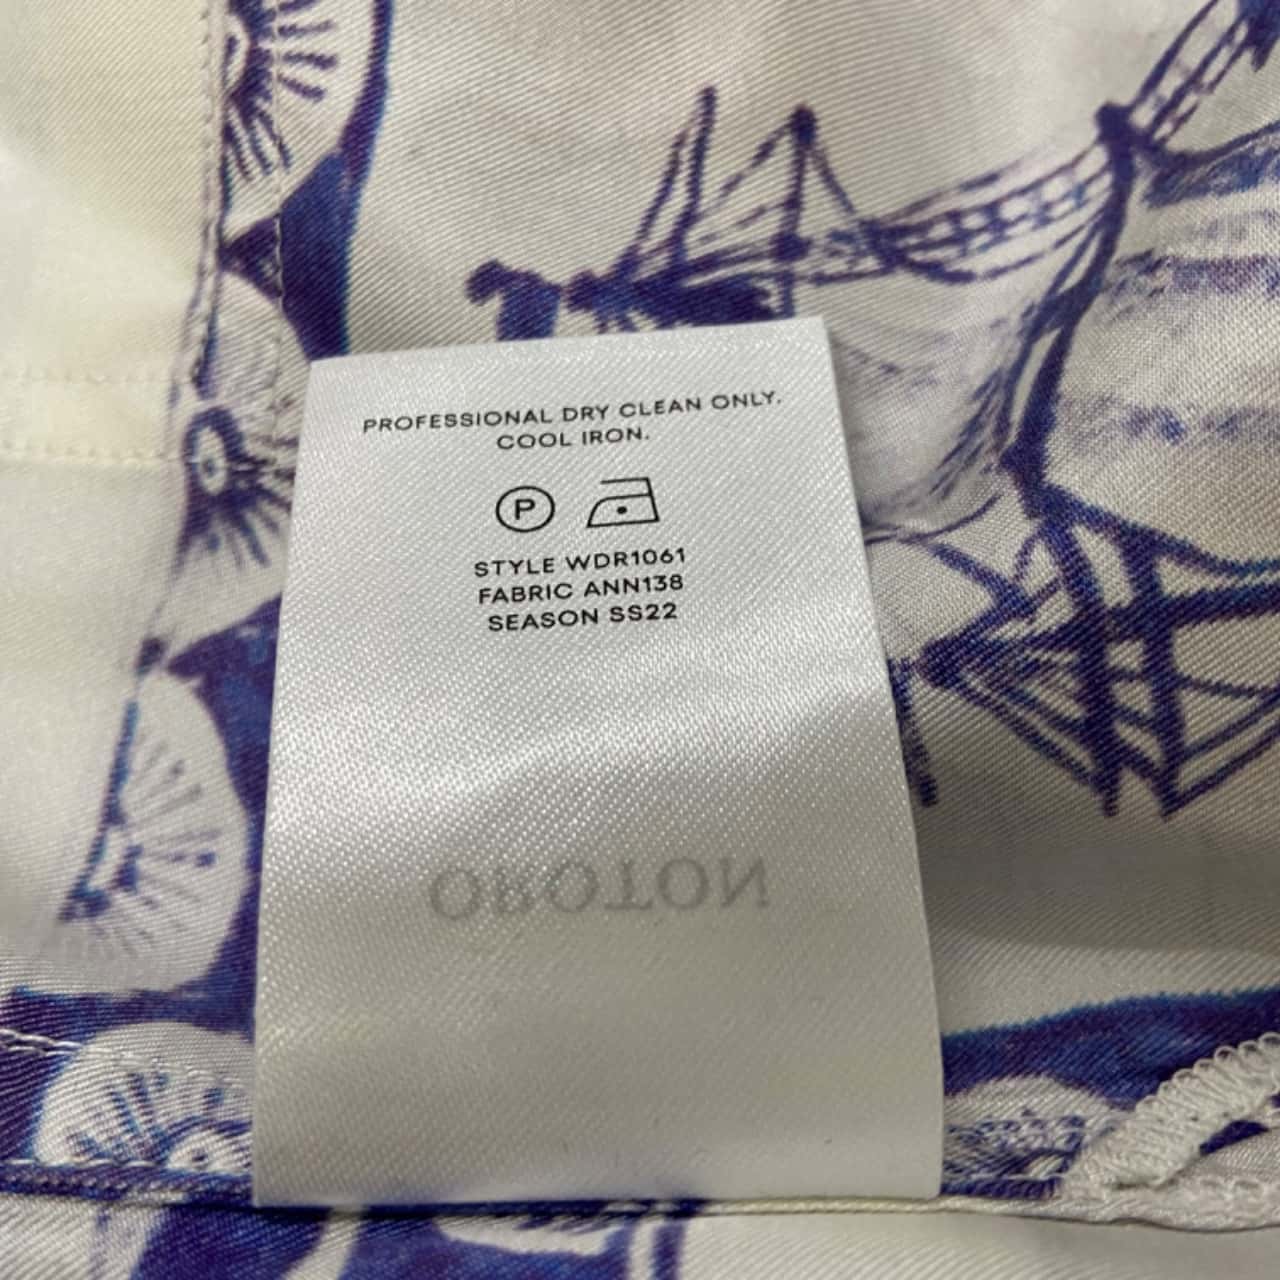 PROFESSIONAL DRY CLEAN ONLY.
COOL IRON.
P
STYLE WDR1061
FABRIC ANN138
SEASON SS22
OROTON